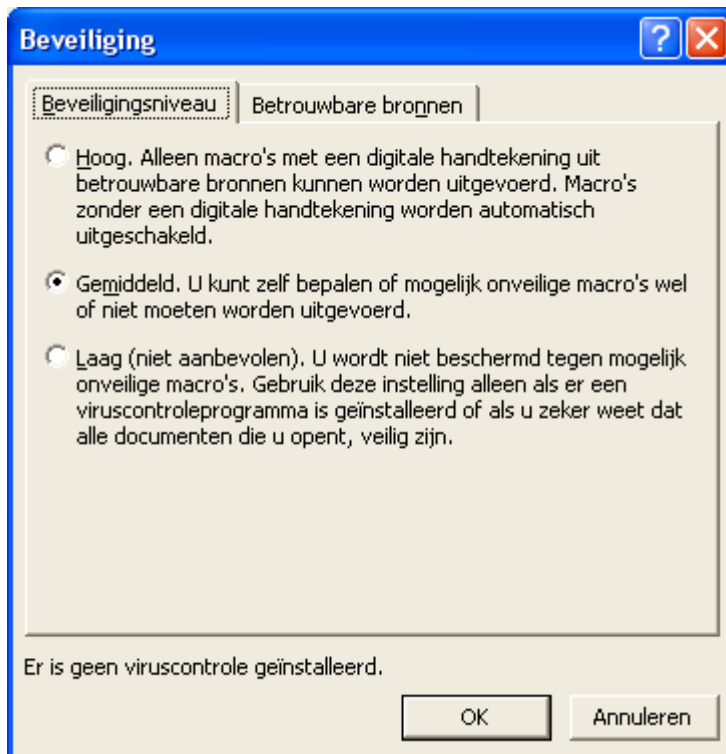 Beveiliging
Beveiligingsniveau
Betrouwbare bronnen
Hoog. Alleen macro's met een digitale handtekening uit
betrouwbare bronnen kunnen worden uitgevoerd. Macro's
zonder een digitale handtekening worden automatisch
uitgeschakeld.
Gemiddeld. U kunt zelf bepalen of mogelijk onveilige macro's wel
of niet moeten worden uitgevoerd.
Laag (niet aanbevolen). U wordt niet beschermd tegen mogelijk
onveilige macro's. Gebruik deze instelling alleen als er een
viruscontroleprogramma is geïnstalleerd of als u zeker weet dat
alle documenten die u opent, veilig zijn.
Er is geen viruscontrole geïnstalleerd.
OK
Annuleren